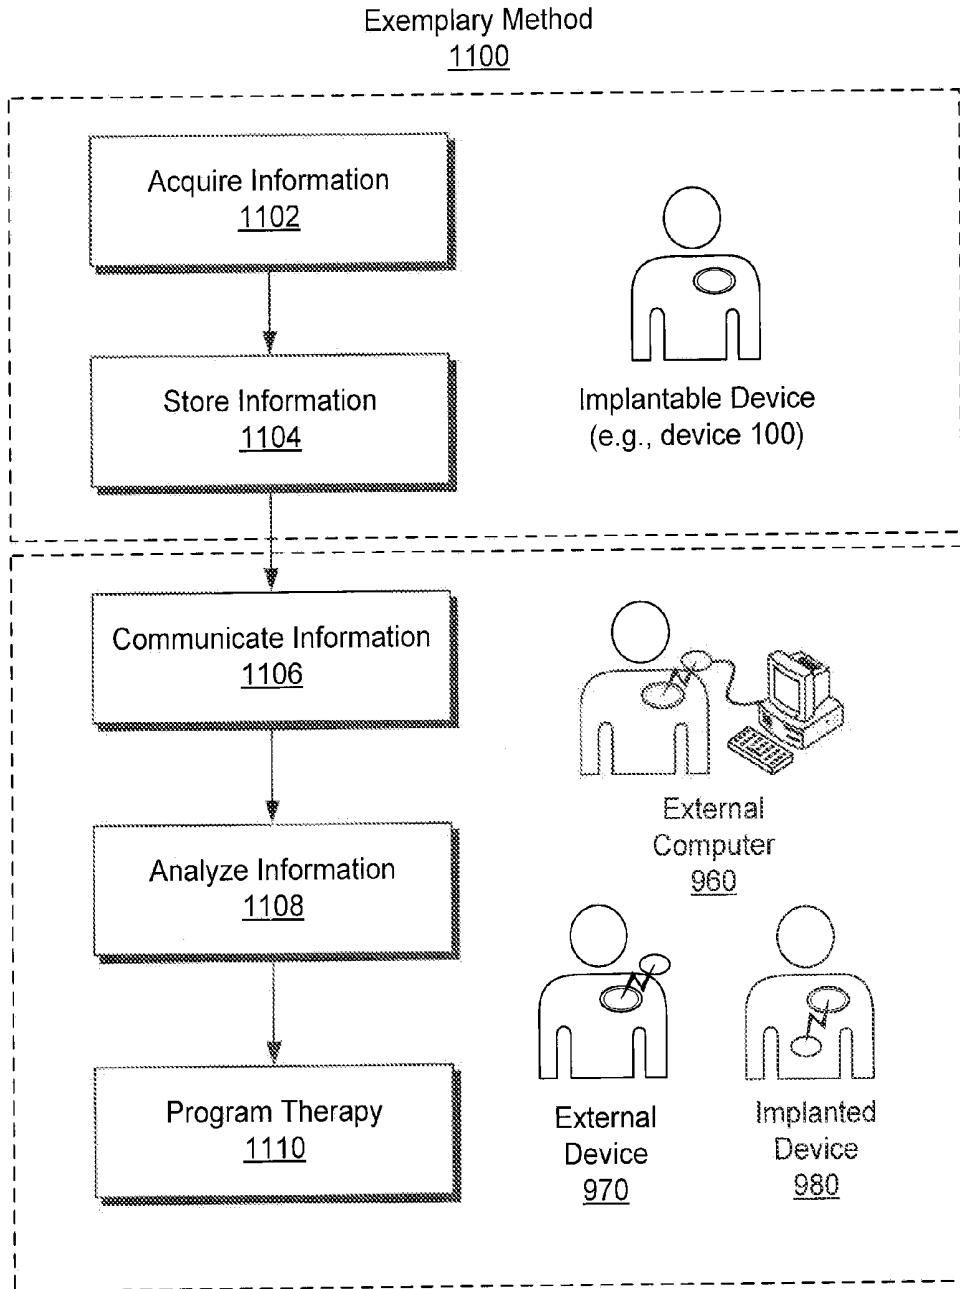 Exemplary Method
1100
Acquire Information
1102
Store Information
1104
Implantable Device
(e.g., device 100)
Communicate Information
1106
External
Computer
960
Analyze Information
1108
Program Therapy
1110
External
Device
970
Implanted
Device
980